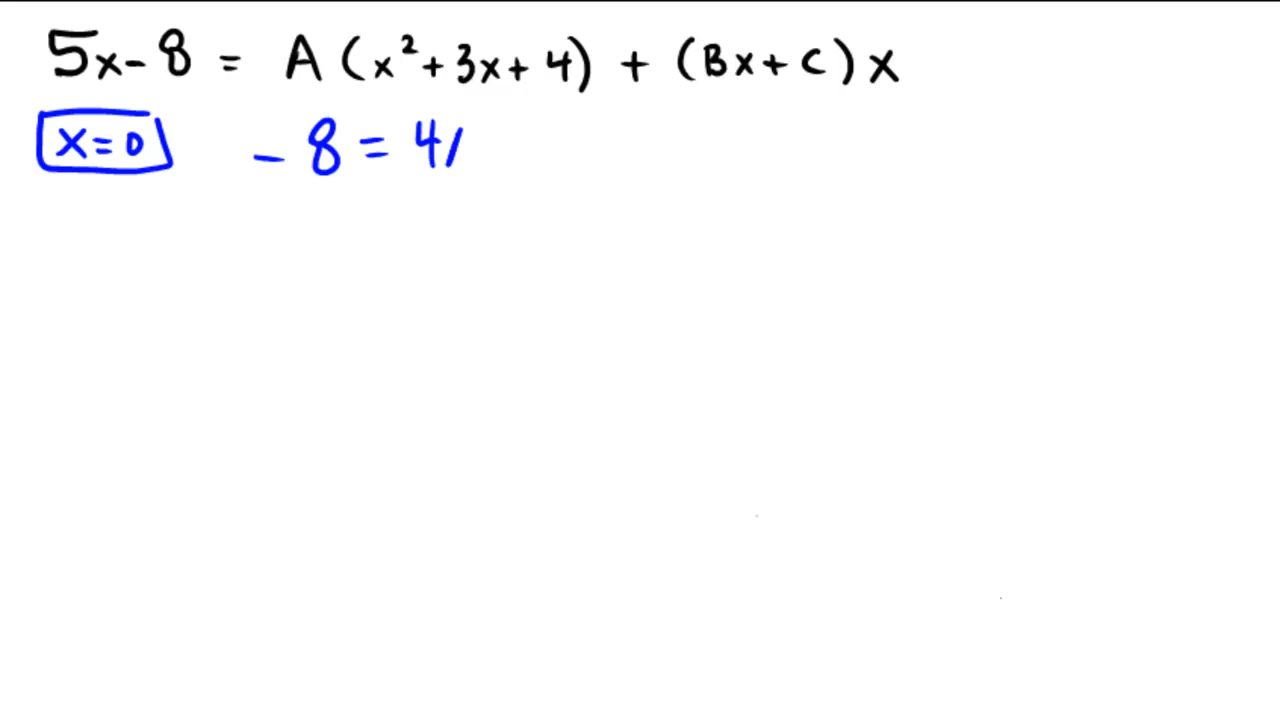 5x - 8 = A (x² + 3x + 4) + (Bx + C) x
x = 0 - 8 = 4